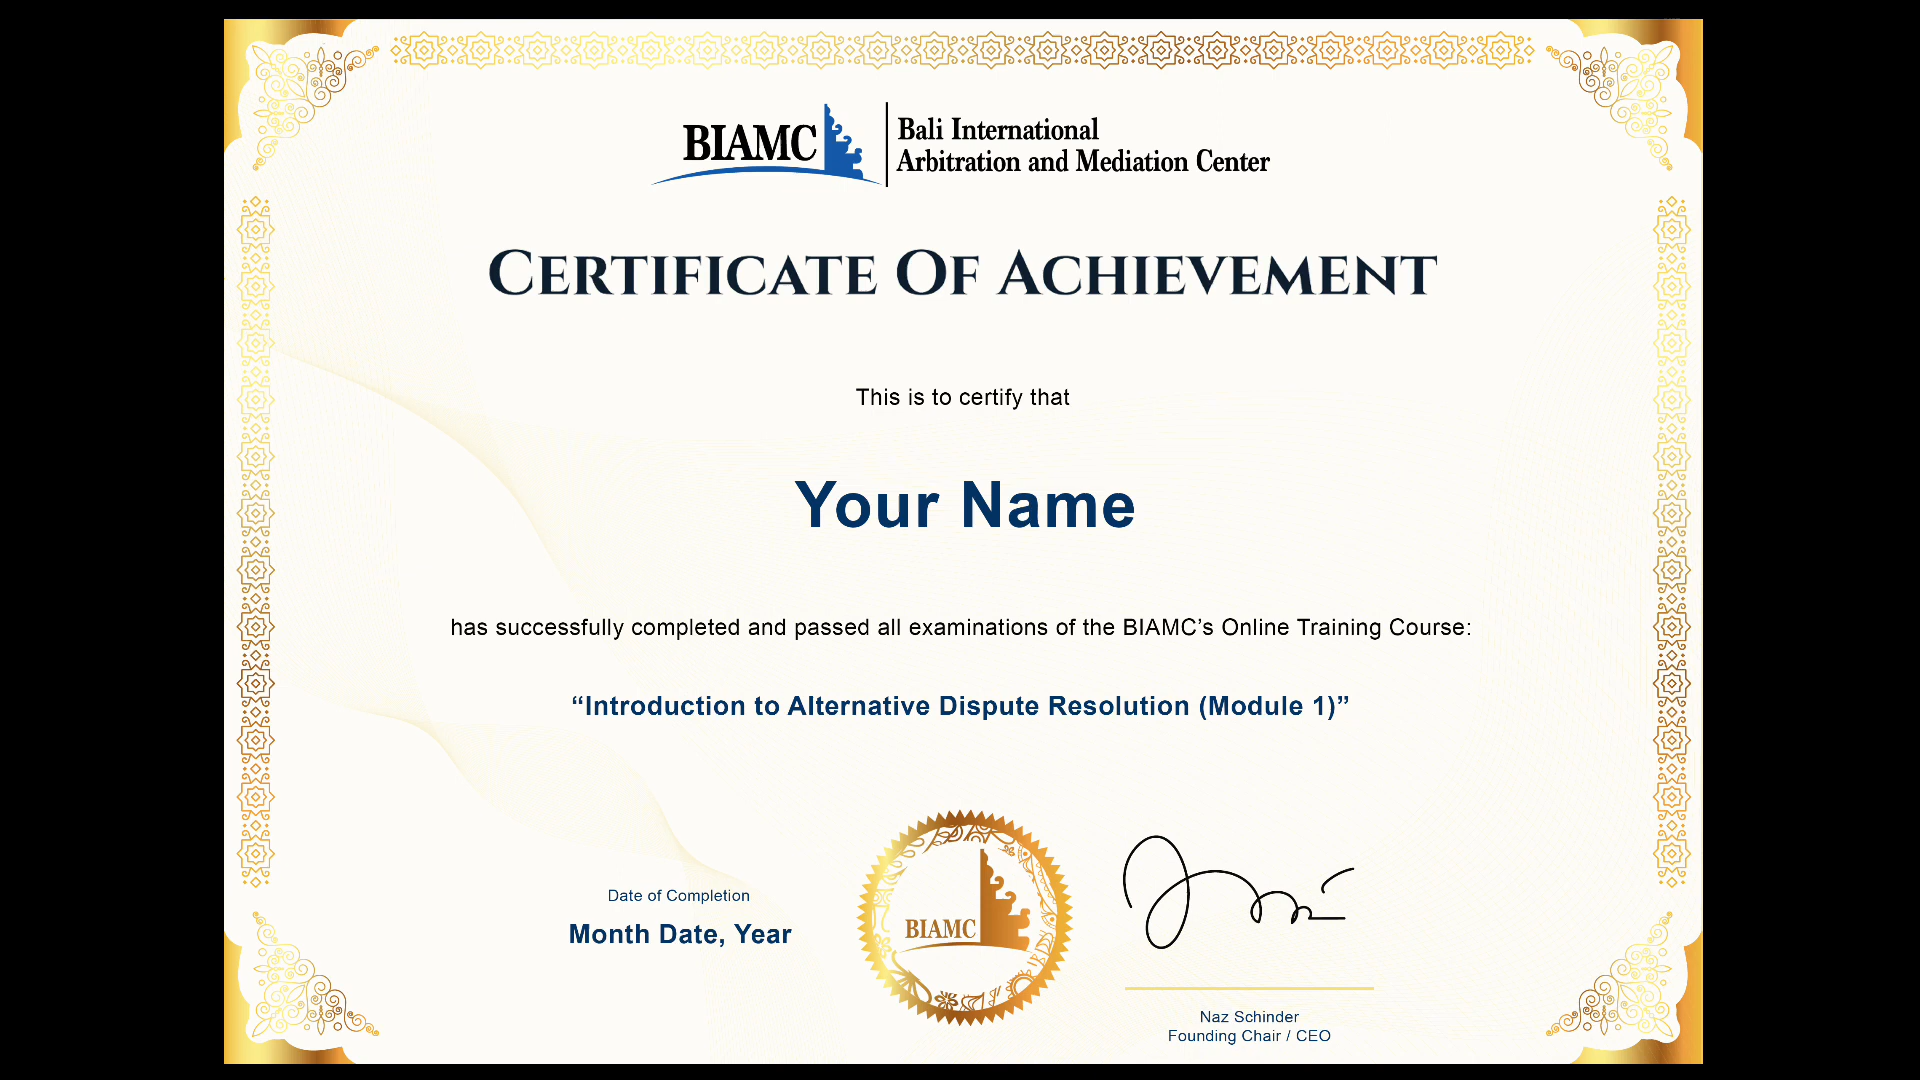 BIAMC
Bali International
Arbitration and Mediation Center
Certificate Of Achievement
This is to certify that
Your Name
has successfully completed and passed all examinations of the BIAMC’s Online Training Course:
“Introduction to Alternative Dispute Resolution (Module 1)”
Date of Completion
Month Date, Year
BIAMC
Naz Schinder
Founding Chair / CEO